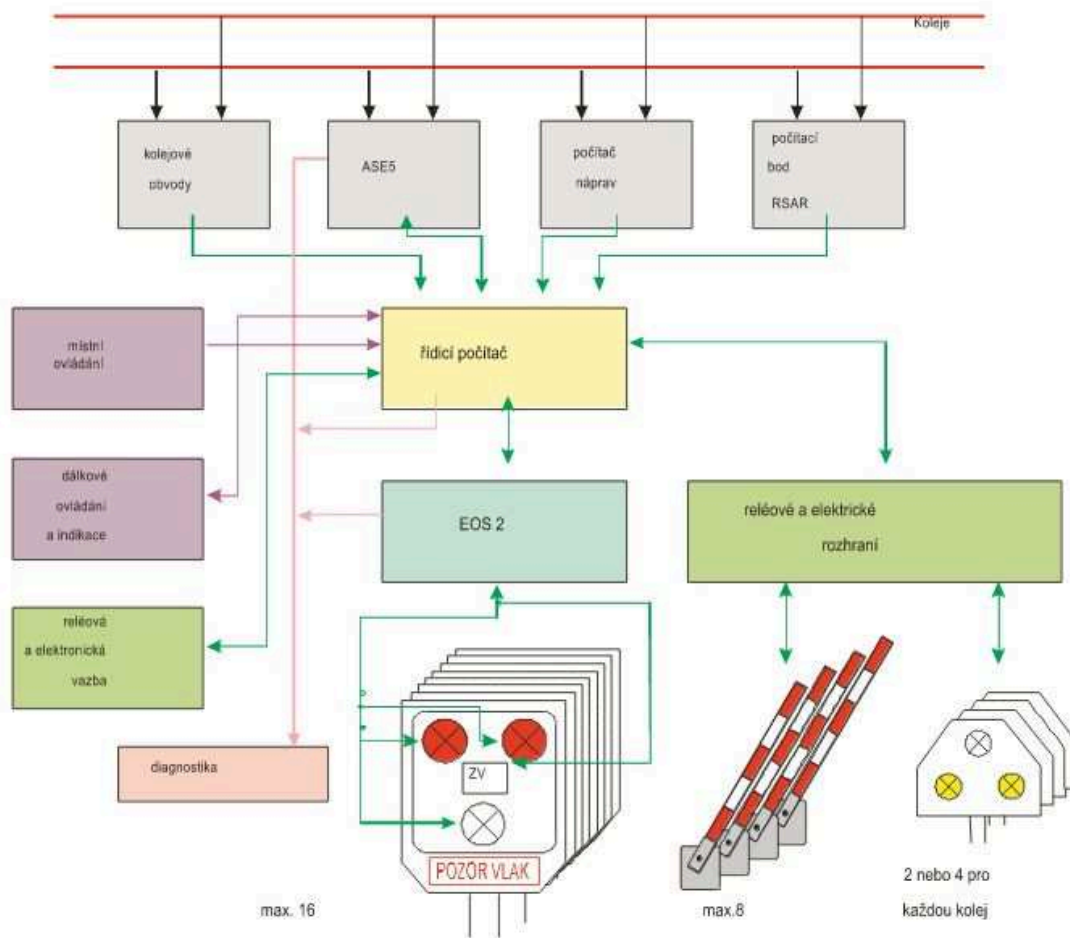 Koleje
kolejové
obvody
ASE5
počítač
náprav
počítací
bod
RSAR
místní
ovládání
řídicí počítač
dálkové
ovládání
a indikace
EOS 2
reléové a elektrické
rozhraní
reléová
a elektronická
vazba
diagnostika
ZV
POZOR VLAK
max. 16
max.8
2 nebo 4 pro
každou kolej